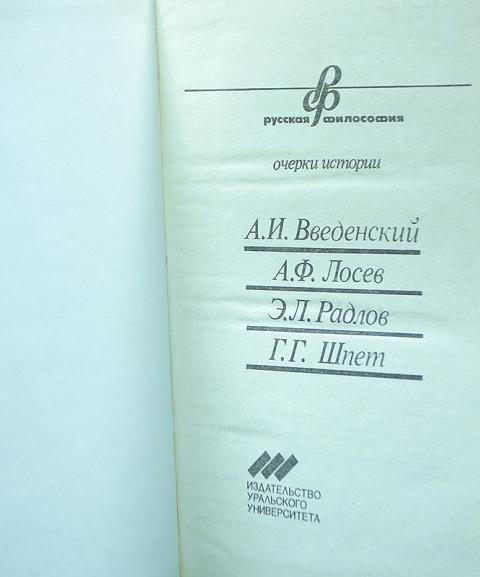 русская философия
очерки истории
А.И. Введенский
А.Ф. Лосев
Э.Л. Радлов
Г.Г. Шпет
ИЗДАТЕЛЬСТВО
УРАЛЬСКОГО
УНИВЕРСИТЕТА